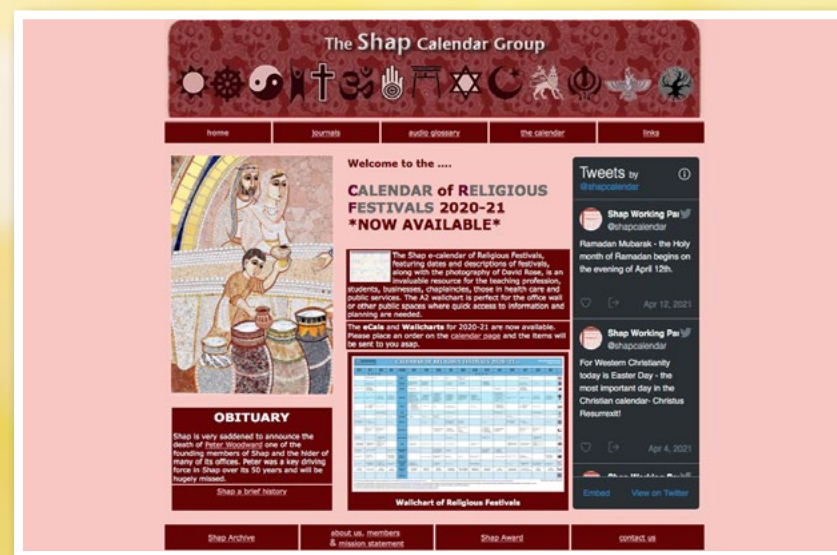 The Shap Calendar Group
home
journals
audio glossary
the calendar
links
Welcome to the ....
CALENDAR of RELIGIOUS
FESTIVALS 2020-21
*NOW AVAILABLE*
The Shap e-calendar of Religious Festivals,
featuring dates and descriptions of festivals,
along with the photography of David Rose, is an
invaluable resource for the teaching profession,
students, businesses, chaplaincies, those in health care and
public services. The A2 wallchart is perfect for the office wall
or other public spaces where quick access to information and
planning are needed.
The eCals and Wallcharts for 2020-21 are now available.
Please place an order on the calendar page and the items will
be sent to you asap.
CALENDAR OF RELIGIOUS FESTIVALS 2020-21
Wallchart of Religious Festivals
OBITUARY
Shap is very saddened to announce the
death of Peter Woodward one of the
founding members of Shap and the hlder of
many of its offices. Peter was a key driving
force in Shap over its 50 years and will be
hugely missed.
Shap a brief history
Tweets by
@shapcalendar
Shap Working Par
@shapcalendar
Ramadan Mubarak - the Holy
month of Ramadan begins on
the evening of April 12th.
Apr 12, 2021
Shap Working Par
@shapcalendar
For Western Christianity
today is Easter Day - the
most important day in the
Christian calendar- Christus
Resurrexit!
Apr 4, 2021
Shap Working Par
Embed
View on Twitter
Shap Archive
about us, members
& mission statement
Shap Award
contact us